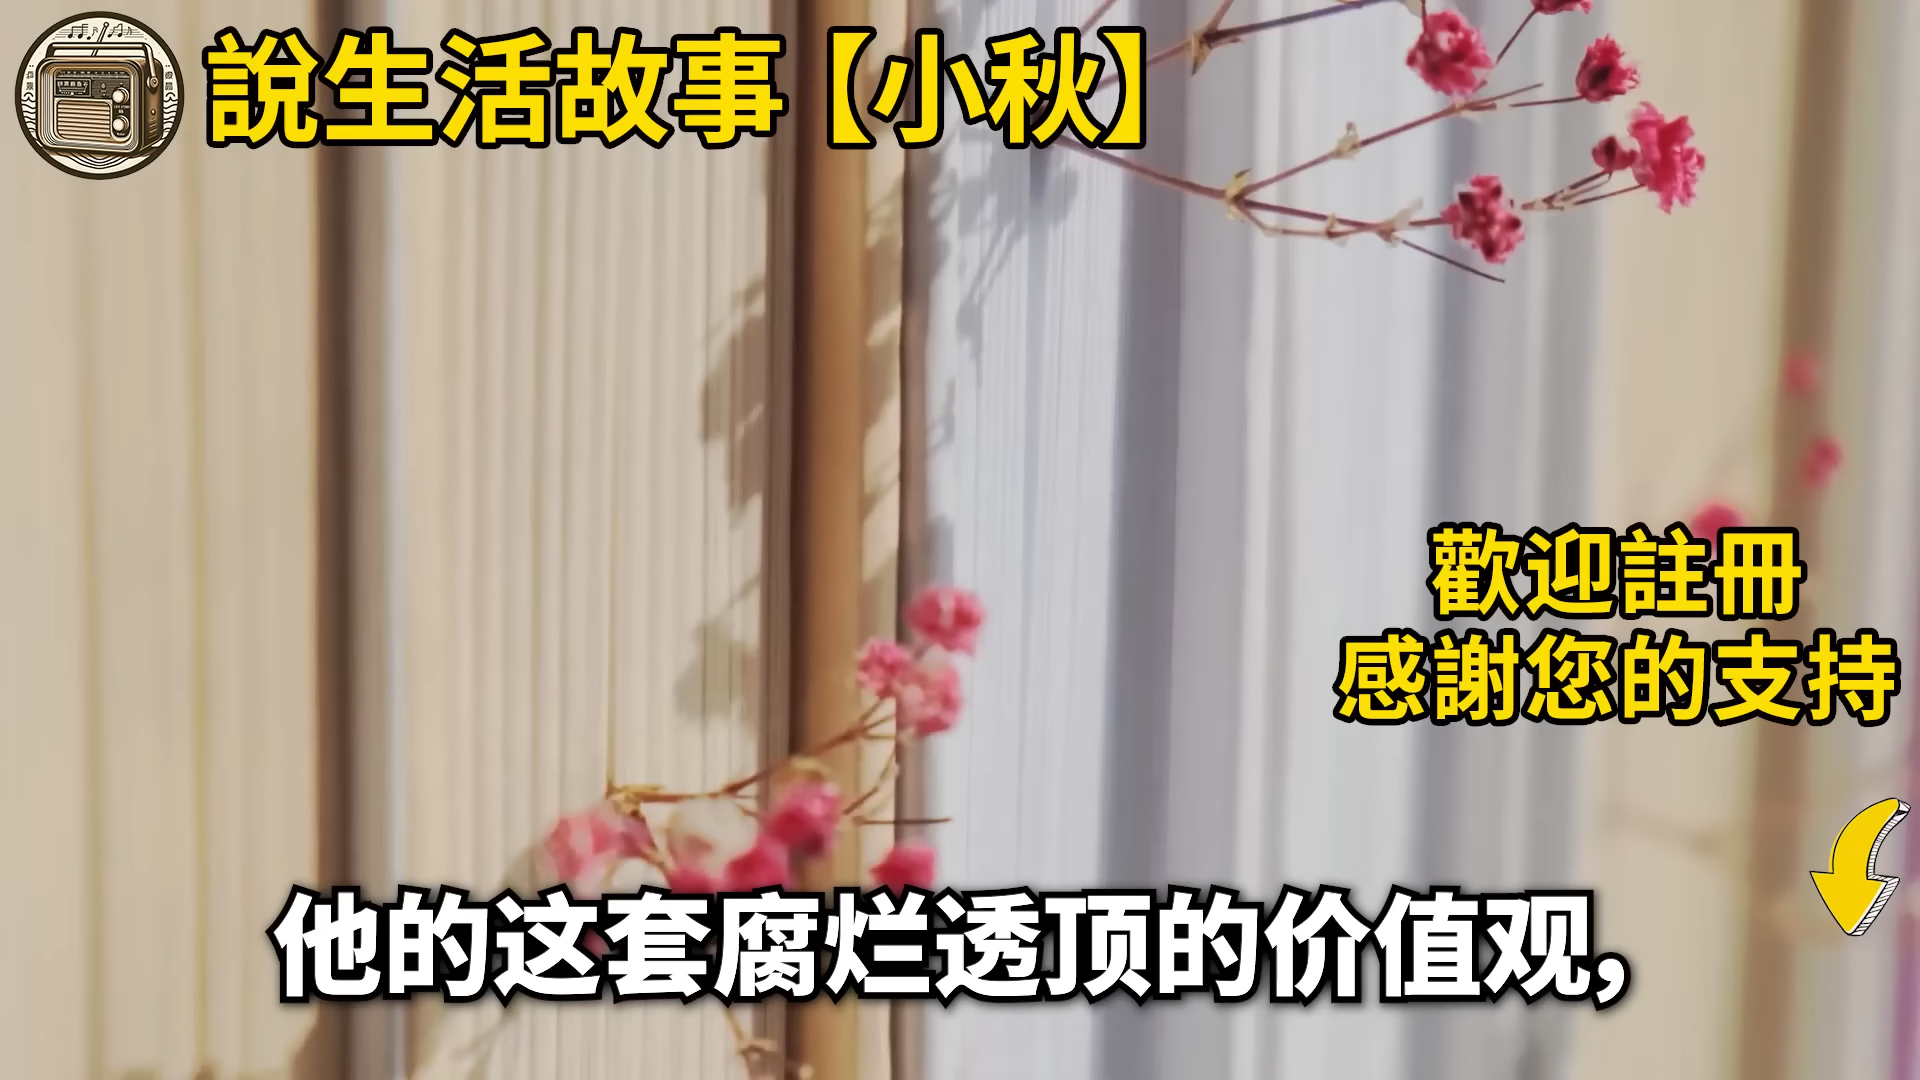 說生活故事【小秋】
歡迎註冊
感謝您的支持
他的这套腐烂透顶的价值观,